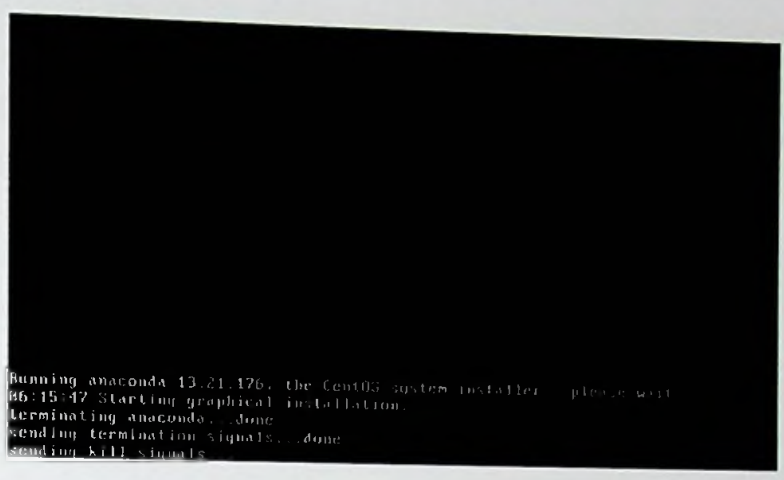 Running anaconda 13.21.176, the CentOS system installer please wait
06:15:47 Starting graphical installation.
terminating anaconda...done
sending termination signals...done
sending kill signals...